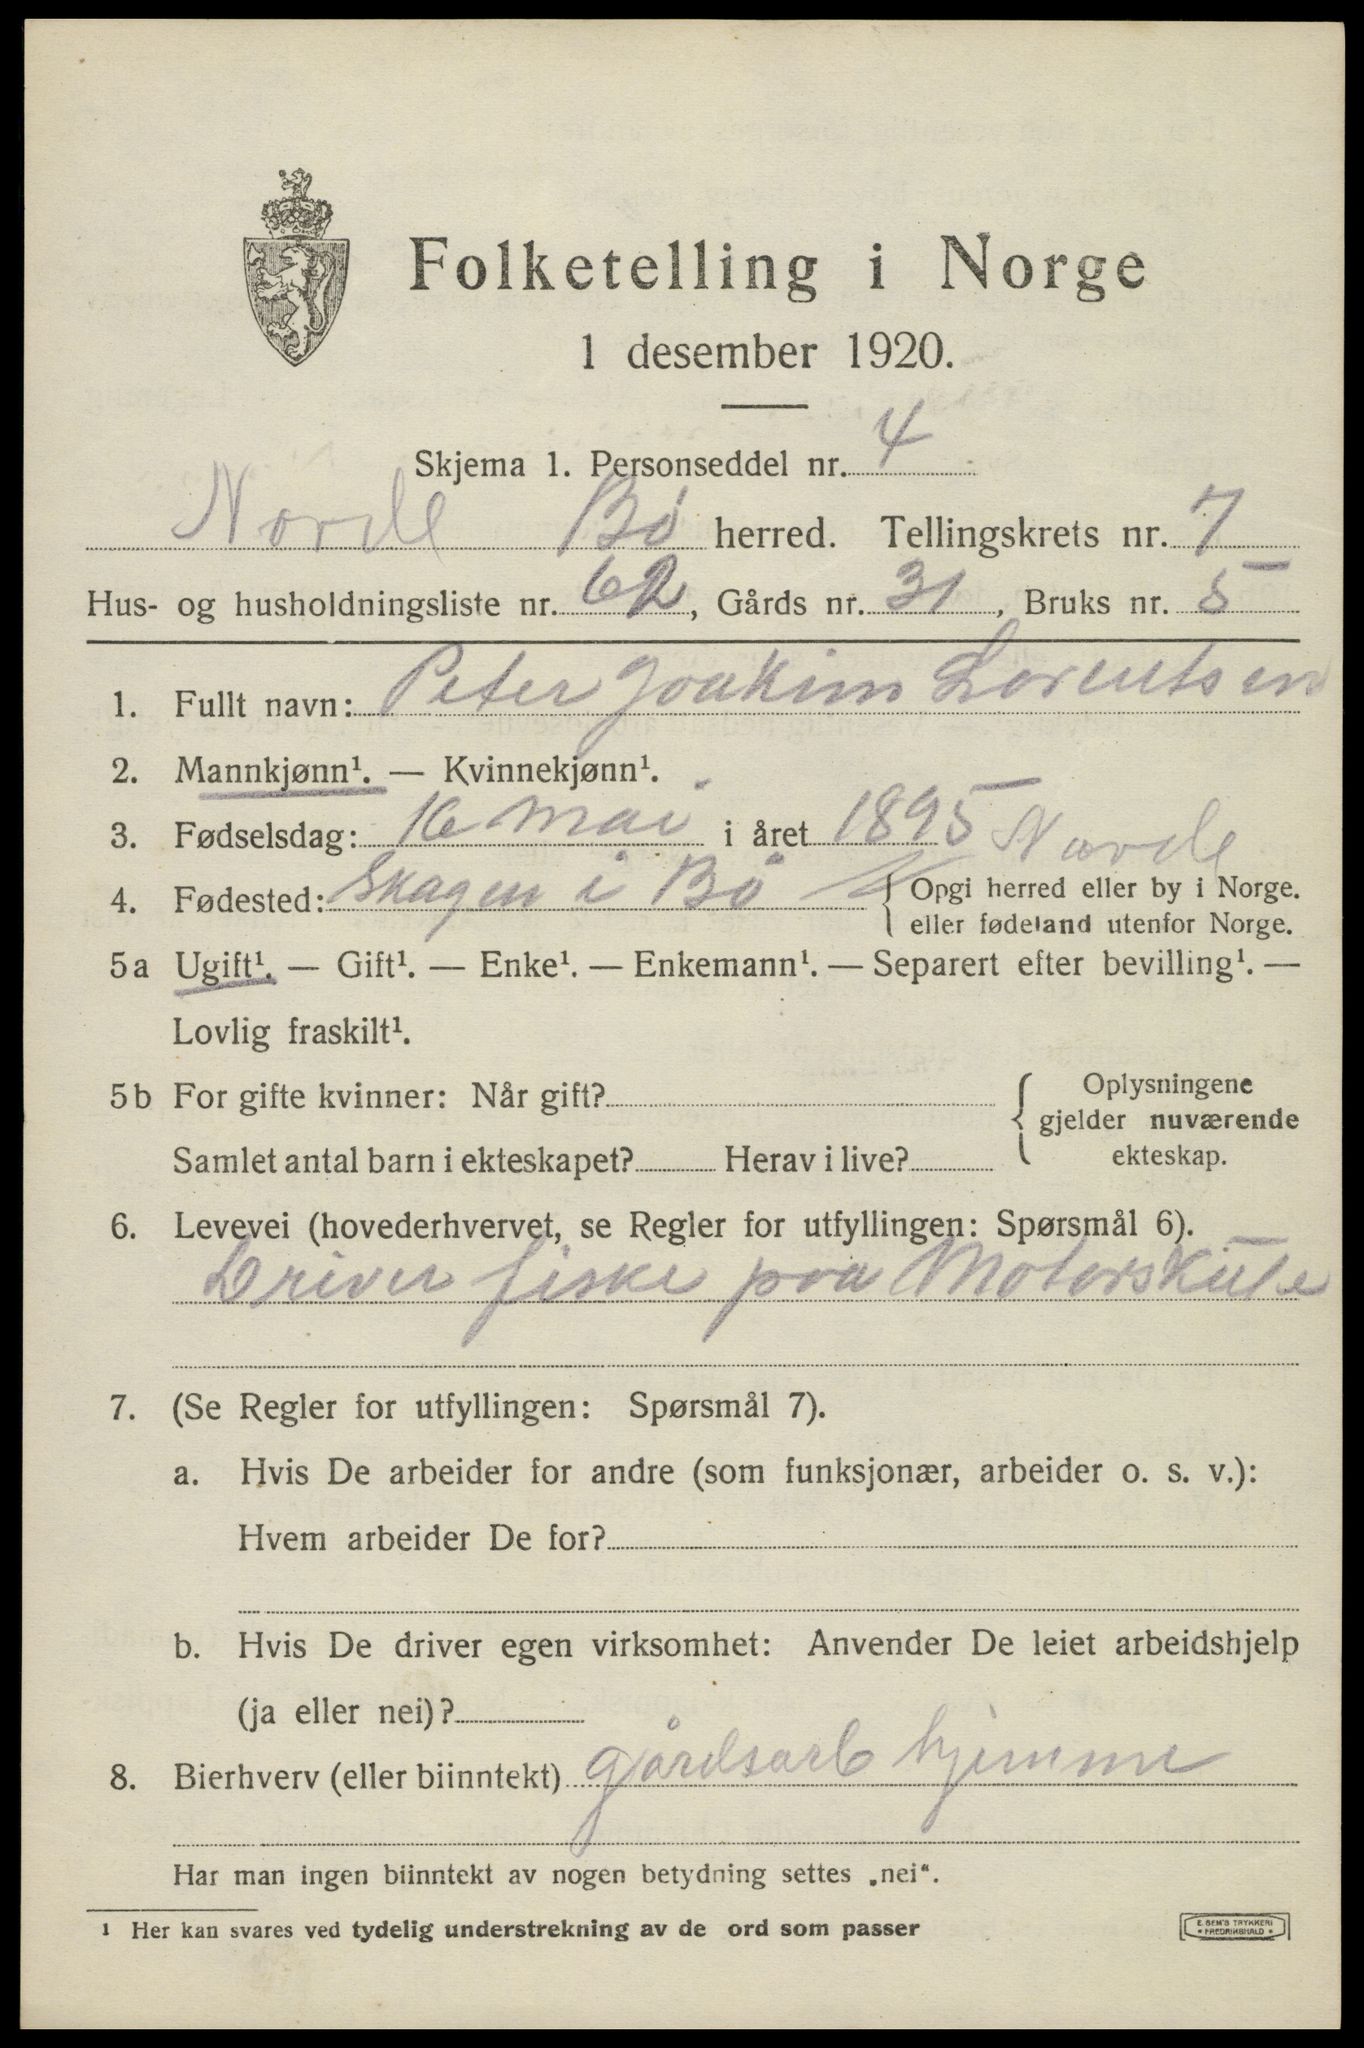 Folketelling i Norge
1 desember 1920.
Skjema 1. Personseddel nr. 4
Norde Bø herred. Tellingskrets nr. 7
Hus- og husholdningsliste nr. 62, Gårds nr. 31, Bruks nr. 5
1. Fullt navn: Peter Joakim Lorentsen
2. Mannkjønn¹. — Kvinnekjønn¹.
3. Fødselsdag: 16 mai i året 1895 Norde
4. Fødested: Skagen i Bø { Opgi herred eller by i Norge.
eller fødeland utenfor Norge.
5a Ugift¹. — Gift¹. — Enke¹. — Enkemann¹. — Separert efter bevilling¹. —
Lovlig fraskilt¹.
5b For gifte kvinner: Når gift? { Oplysningene
gjelder nuværende
Samlet antal barn i ekteskapet? Herav i live? ekteskap.
6. Levevei (hovederhvervet, se Regler for utfyllingen: Spørsmål 6).
Driver fiske paa Motorskute
7. (Se Regler for utfyllingen: Spørsmål 7).
a. Hvis De arbeider for andre (som funksjonær, arbeider o. s. v.):
Hvem arbeider De for?
b. Hvis De driver egen virksomhet: Anvender De leiet arbeidshjelp
(ja eller nei)?
8. Bierhverv (eller biinntekt) gjårdsarb hjemme
Har man ingen biinntekt av nogen betydning settes „nei“.
¹ Her kan svares ved tydelig understrekning av de ord som passer
E. SEM'S TRYKKERI
• FREDRIKSHALD •